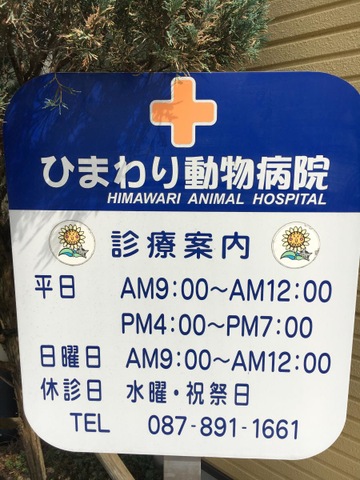 ひまわり動物病院
HIMAWARI ANIMAL HOSPITAL
診療案内
平日 AM9:00〜AM12:00
PM4:00〜PM7:00
日曜日 AM9:00〜AM12:00
休診日 水曜・祝祭日
TEL 087-891-1661